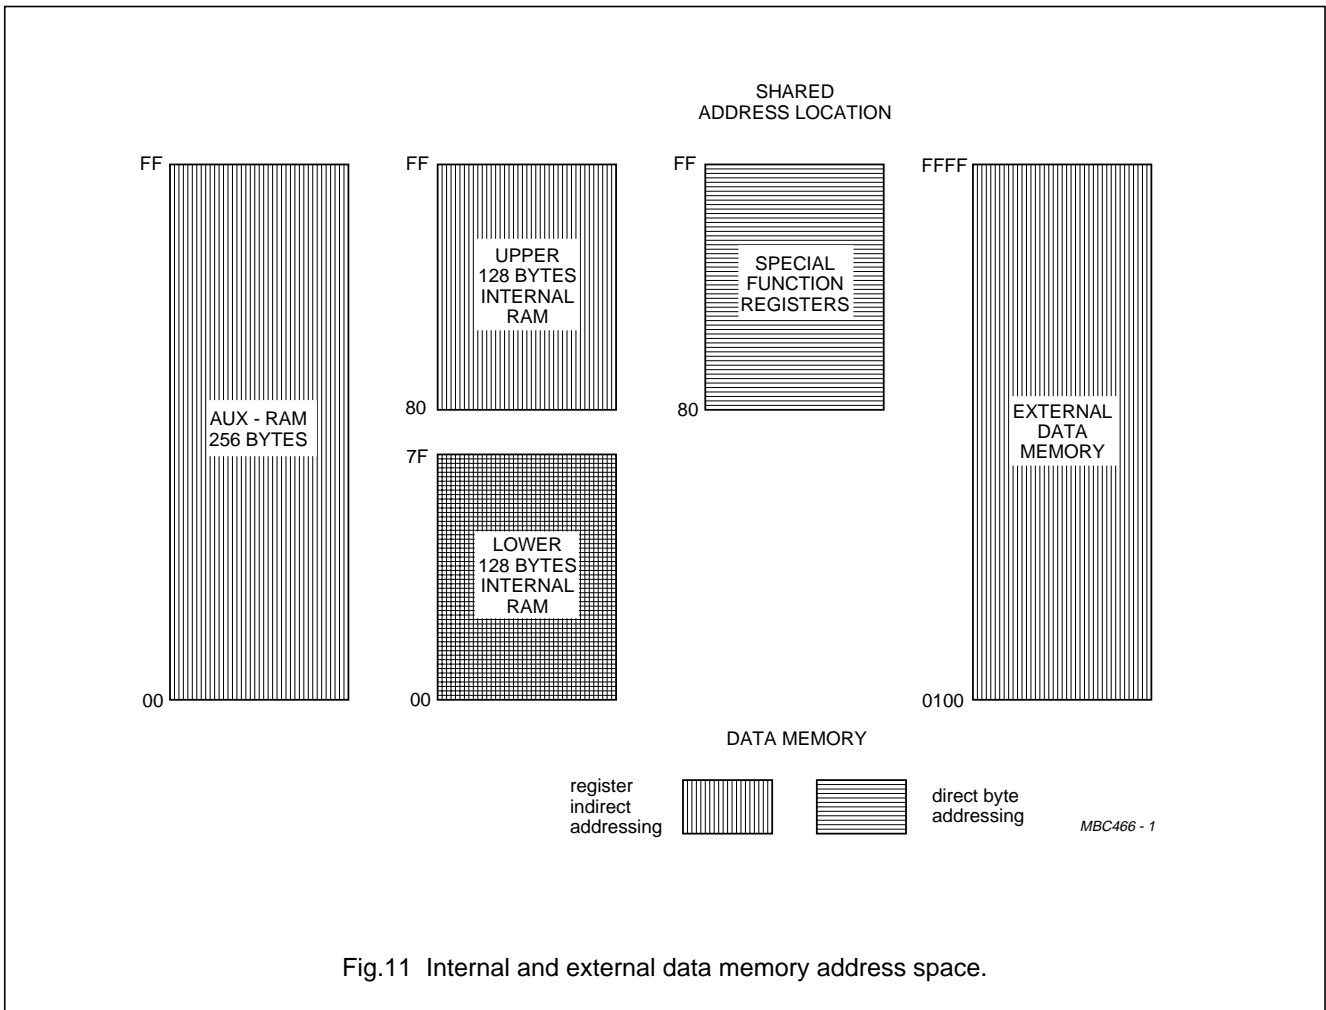 SHARED
ADDRESS LOCATION
FF
FF
FF
FFFF
UPPER
128 BYTES
INTERNAL
RAM
SPECIAL
FUNCTION
REGISTERS
80
80
AUX - RAM
256 BYTES
EXTERNAL
DATA
MEMORY
7F
LOWER
128 BYTES
INTERNAL
RAM
00
00
0100
DATA MEMORY
register
indirect
addressing
direct byte
addressing
MBC466 - 1
Fig.11 Internal and external data memory address space.